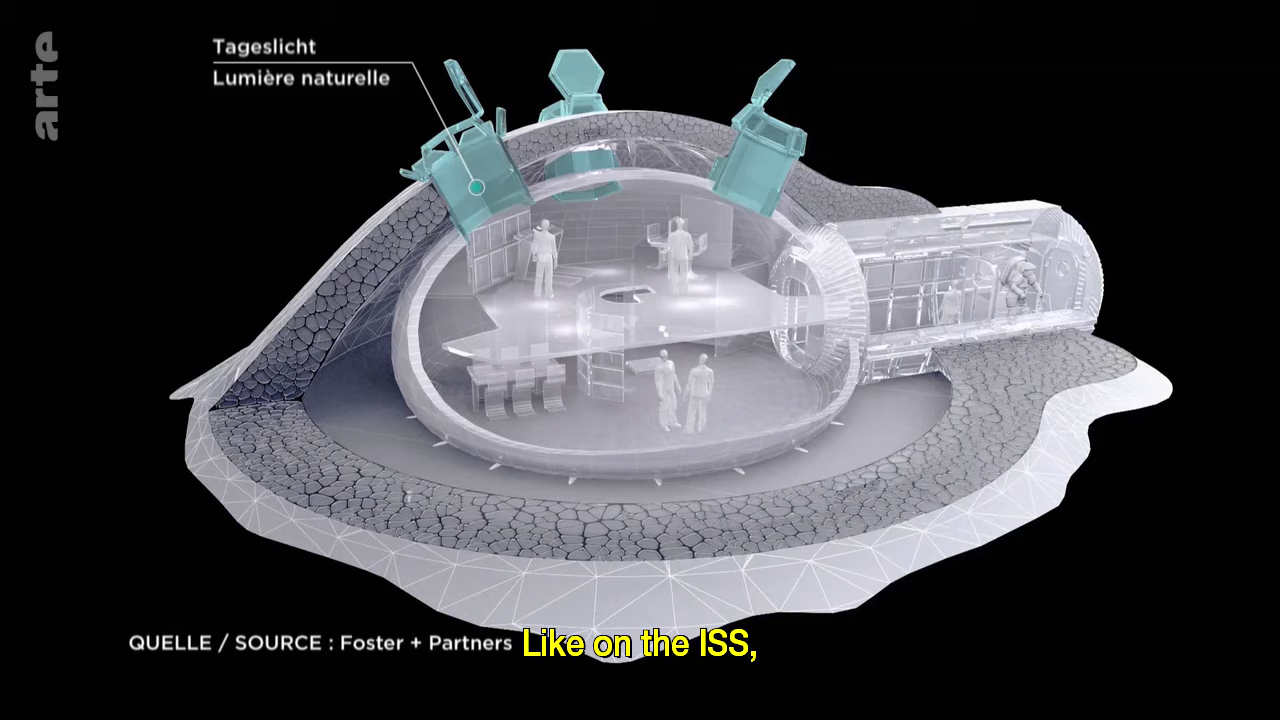 arte
Tageslicht
Lumière naturelle
QUELLE / SOURCE : Foster + Partners
Like on the ISS,